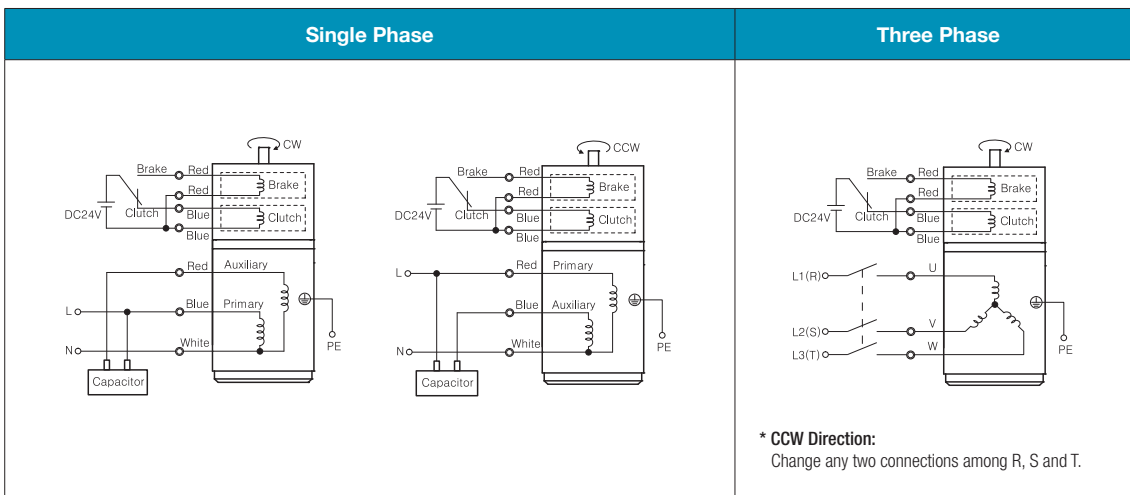 Single Phase
Three Phase
CW
Brake Red
Red Brake
DC24V Clutch
Blue Clutch
Blue
Red Auxiliary
L Blue Primary
N White
PE
Capacitor
CCW
Brake Red
Red Brake
DC24V Clutch
Blue Clutch
Blue
L Red Primary
Blue Auxiliary
N White
PE
Capacitor
CW
Brake Red
Red Brake
DC24V Clutch
Blue Clutch
Blue
L1(R) U
L2(S) V
L3(T) W
PE
* CCW Direction:
Change any two connections among R, S and T.